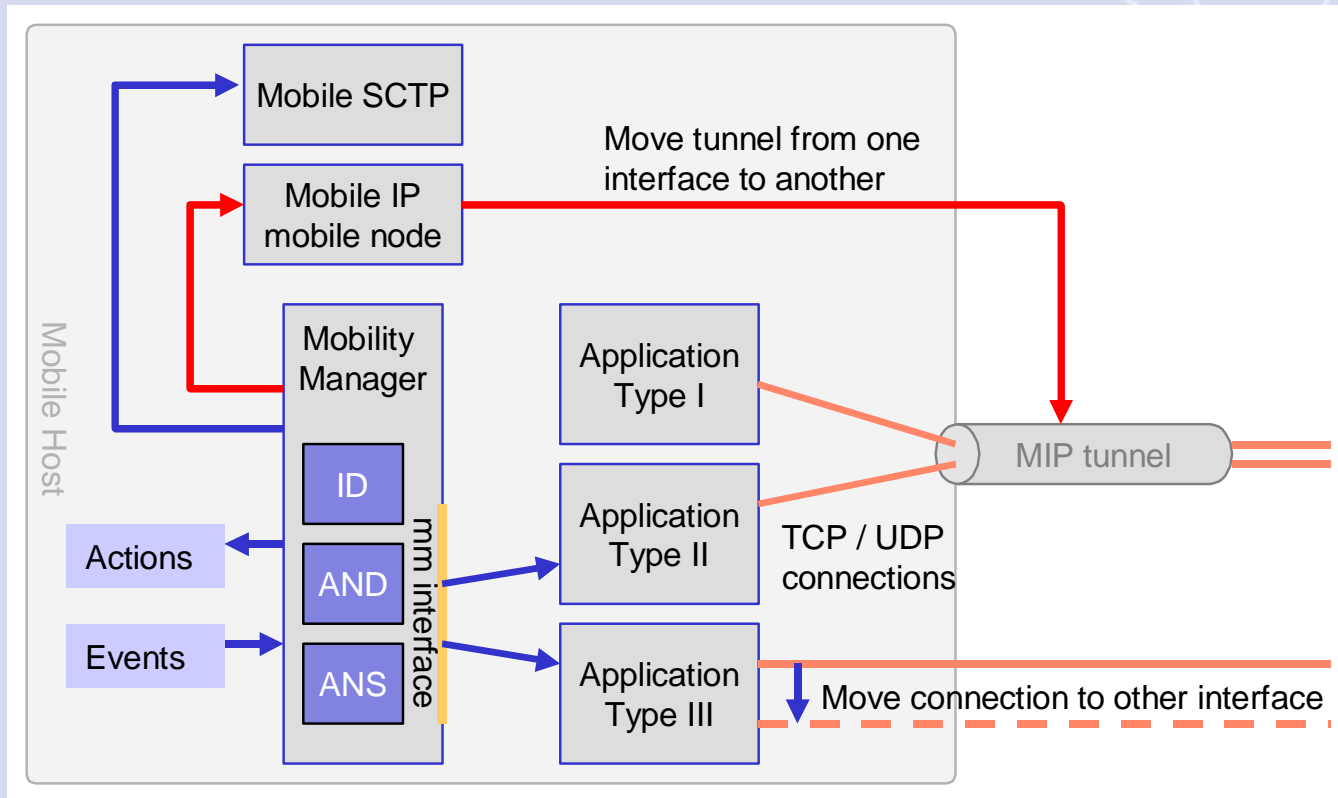 Mobile SCTP
Move tunnel from one
interface to another
Mobile IP
mobile node
Mobile Host
Mobility
Manager
ID
AND
ANS
mm interface
Actions
Events
Application
Type I
Application
Type II
Application
Type III
MIP tunnel
TCP / UDP
connections
Move connection to other interface